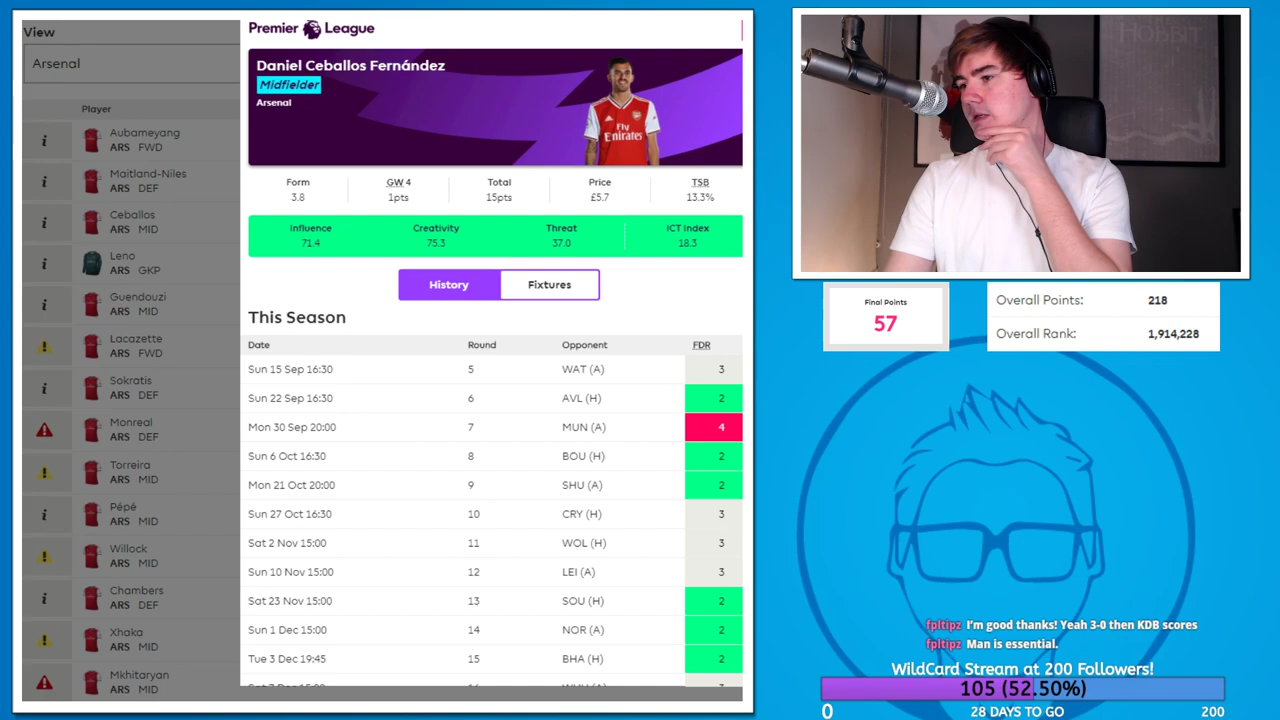 View
Arsenal
Player
Aubameyang
ARS FWD
Maitland-Niles
ARS DEF
Ceballos
ARS MID
Leno
ARS GKP
Guendouzi
ARS MID
Lacazette
ARS FWD
Sokratis
ARS DEF
Monreal
ARS DEF
Torreira
ARS MID
Pépé
ARS MID
Willock
ARS MID
Chambers
ARS DEF
Xhaka
ARS MID
Mkhitaryan
ARS MID
Premier League
Daniel Ceballos Fernández
Midfielder
Arsenal
Fly Emirates
Form GW 4 Total Price TSB
3.8 1pts 15pts £5.7 13.3%
Influence Creativity Threat ICT Index
71.4 75.3 37.0 18.3
History Fixtures
This Season
Date Round Opponent FDR
Sun 15 Sep 16:30 5 WAT (A) 3
Sun 22 Sep 16:30 6 AVL (H) 2
Mon 30 Sep 20:00 7 MUN (A) 4
Sun 6 Oct 16:30 8 BOU (H) 2
Mon 21 Oct 20:00 9 SHU (A) 2
Sun 27 Oct 16:30 10 CRY (H) 3
Sat 2 Nov 15:00 11 WOL (H) 3
Sun 10 Nov 15:00 12 LEI (A) 3
Sat 23 Nov 15:00 13 SOU (H) 2
Sun 1 Dec 15:00 14 NOR (A) 2
Tue 3 Dec 19:45 15 BHA (H) 2
HOBBIT
Final Points
57
Overall Points: 218
Overall Rank: 1,914,228
fpltipz I'm good thanks! Yeah 3-0 then KDB scores
fpltipz Man is essential.
WildCard Stream at 200 Followers!
105 (52.50%)
0 28 DAYS TO GO 200